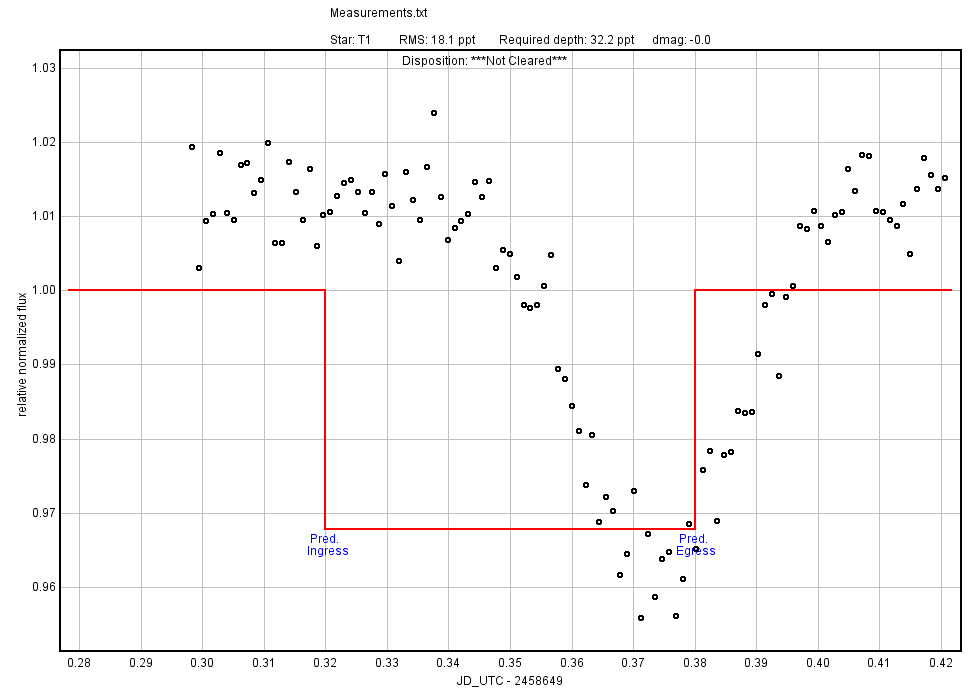 Measurements.txt
Star: T1 RMS: 18.1 ppt Required depth: 32.2 ppt dmag: -0.0
Disposition: ***Not Cleared***
1.03
1.02
1.01
1.00
0.99
0.98
0.97
0.96
relative normalized flux
Pred.
Ingress
Pred.
Egress
0.28 0.29 0.30 0.31 0.32 0.33 0.34 0.35 0.36 0.37 0.38 0.39 0.40 0.41 0.42
JD_UTC - 2458649